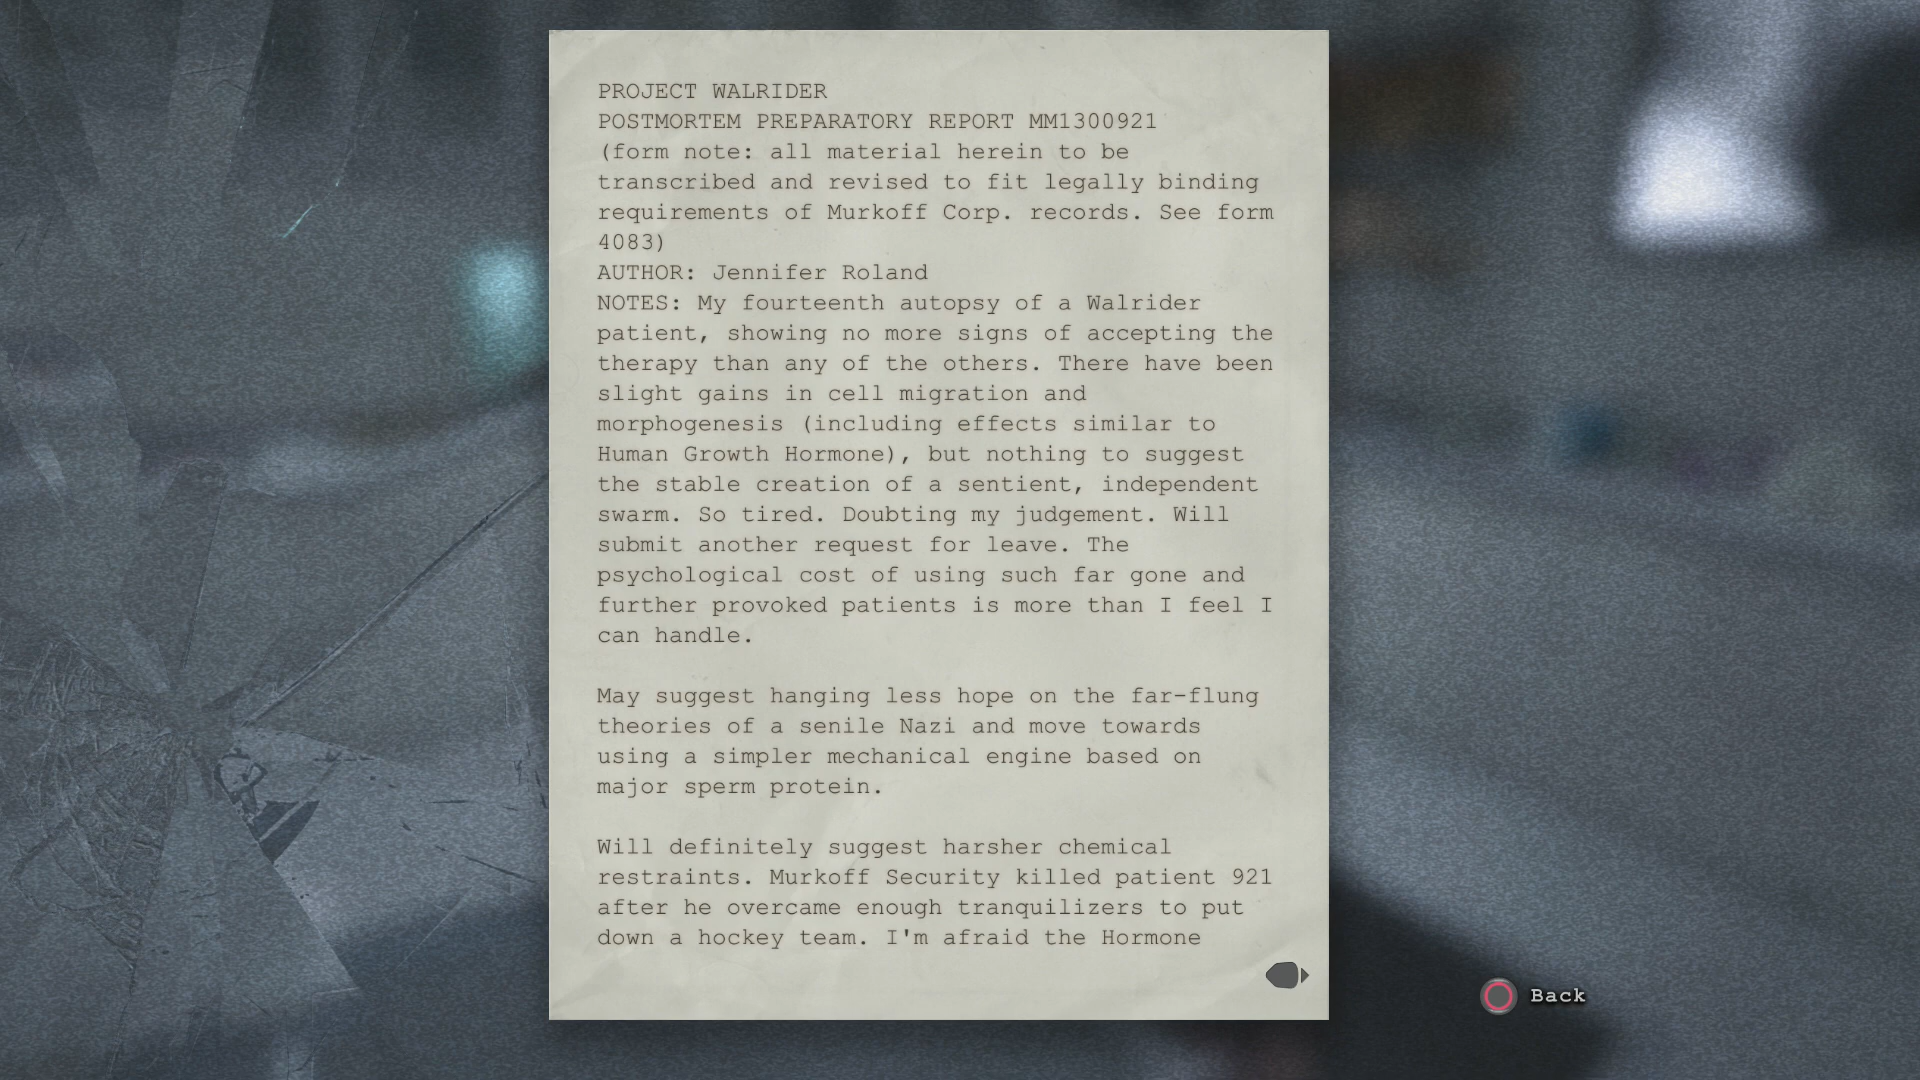 PROJECT WALRIDER
POSTMORTEM PREPARATORY REPORT MM1300921
(form note: all material herein to be
transcribed and revised to fit legally binding
requirements of Murkoff Corp. records. See form
4083)
AUTHOR: Jennifer Roland
NOTES: My fourteenth autopsy of a Walrider
patient, showing no more signs of accepting the
therapy than any of the others. There have been
slight gains in cell migration and
morphogenesis (including effects similar to
Human Growth Hormone), but nothing to suggest
the stable creation of a sentient, independent
swarm. So tired. Doubting my judgement. Will
submit another request for leave. The
psychological cost of using such far gone and
further provoked patients is more than I feel I
can handle.
May suggest hanging less hope on the far-flung
theories of a senile Nazi and move towards
using a simpler mechanical engine based on
major sperm protein.
Will definitely suggest harsher chemical
restraints. Murkoff Security killed patient 921
after he overcame enough tranquilizers to put
down a hockey team. I'm afraid the Hormone
Back